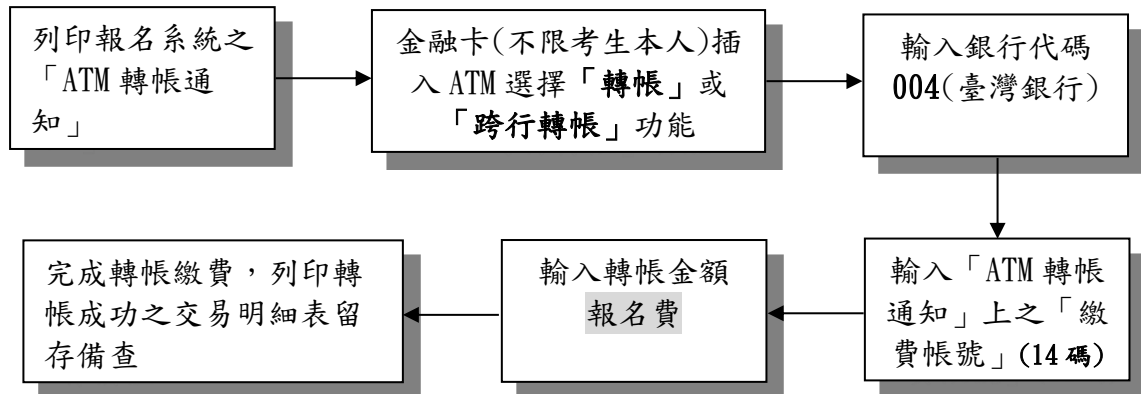 列印報名系統之
「ATM 轉帳通
知」
金融卡(不限考生本人)插
入 ATM 選擇「轉帳」或
「跨行轉帳」功能
輸入銀行代碼
004(臺灣銀行)
輸入「ATM 轉帳
通知」上之「繳
費帳號」(14 碼)
輸入轉帳金額
報名費
完成轉帳繳費，列印轉
帳成功之交易明細表留
存備查